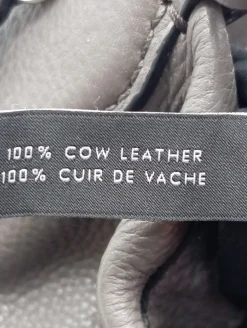 100% COW LEATHER
100% CUIR DE VACHE